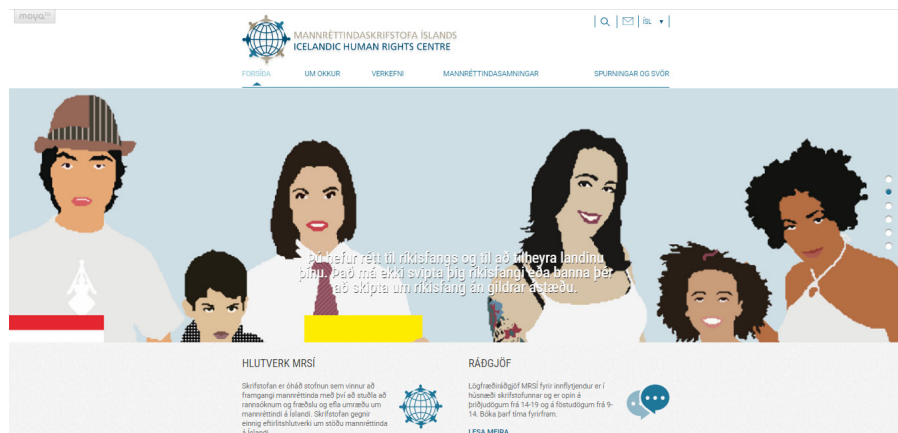 moya
MANNRÉTTINDASKRIFSTOFA ÍSLANDS
ICELANDIC HUMAN RIGHTS CENTRE
ÍSL
FORSÍÐA UM OKKUR VERKEFNI MANNRÉTTINDASAMNINGAR SPURNINGAR OG SVÖR
Þú hefur rétt til ríkisfangs og til að tilheyra landinu
þínu. Það má ekki svipta þig ríkisfangi eða banna þér
að skipta um ríkisfang án gildrar ástæðu.
HLUTVERK MRSÍ
Skrifstofan er óháð stofnun sem vinnur að
framgangi mannréttinda með því að stuðla að
rannsóknum og fræðslu og efla umræðu um
mannréttindi á Íslandi. Skrifstofan gegnir
einnig eftirlitshlutverki um stöðu mannréttinda
á Íslandi.
RÁÐGJÖF
Lögfræðiráðgjöf MRSÍ fyrir innflytjendur er í
húsnæði skrifstofunnar og er opin á
þriðjudögum frá 14-19 og á föstudögum frá 9-
14. Bóka þarf tíma fyrirfram.
LESA MEIRA